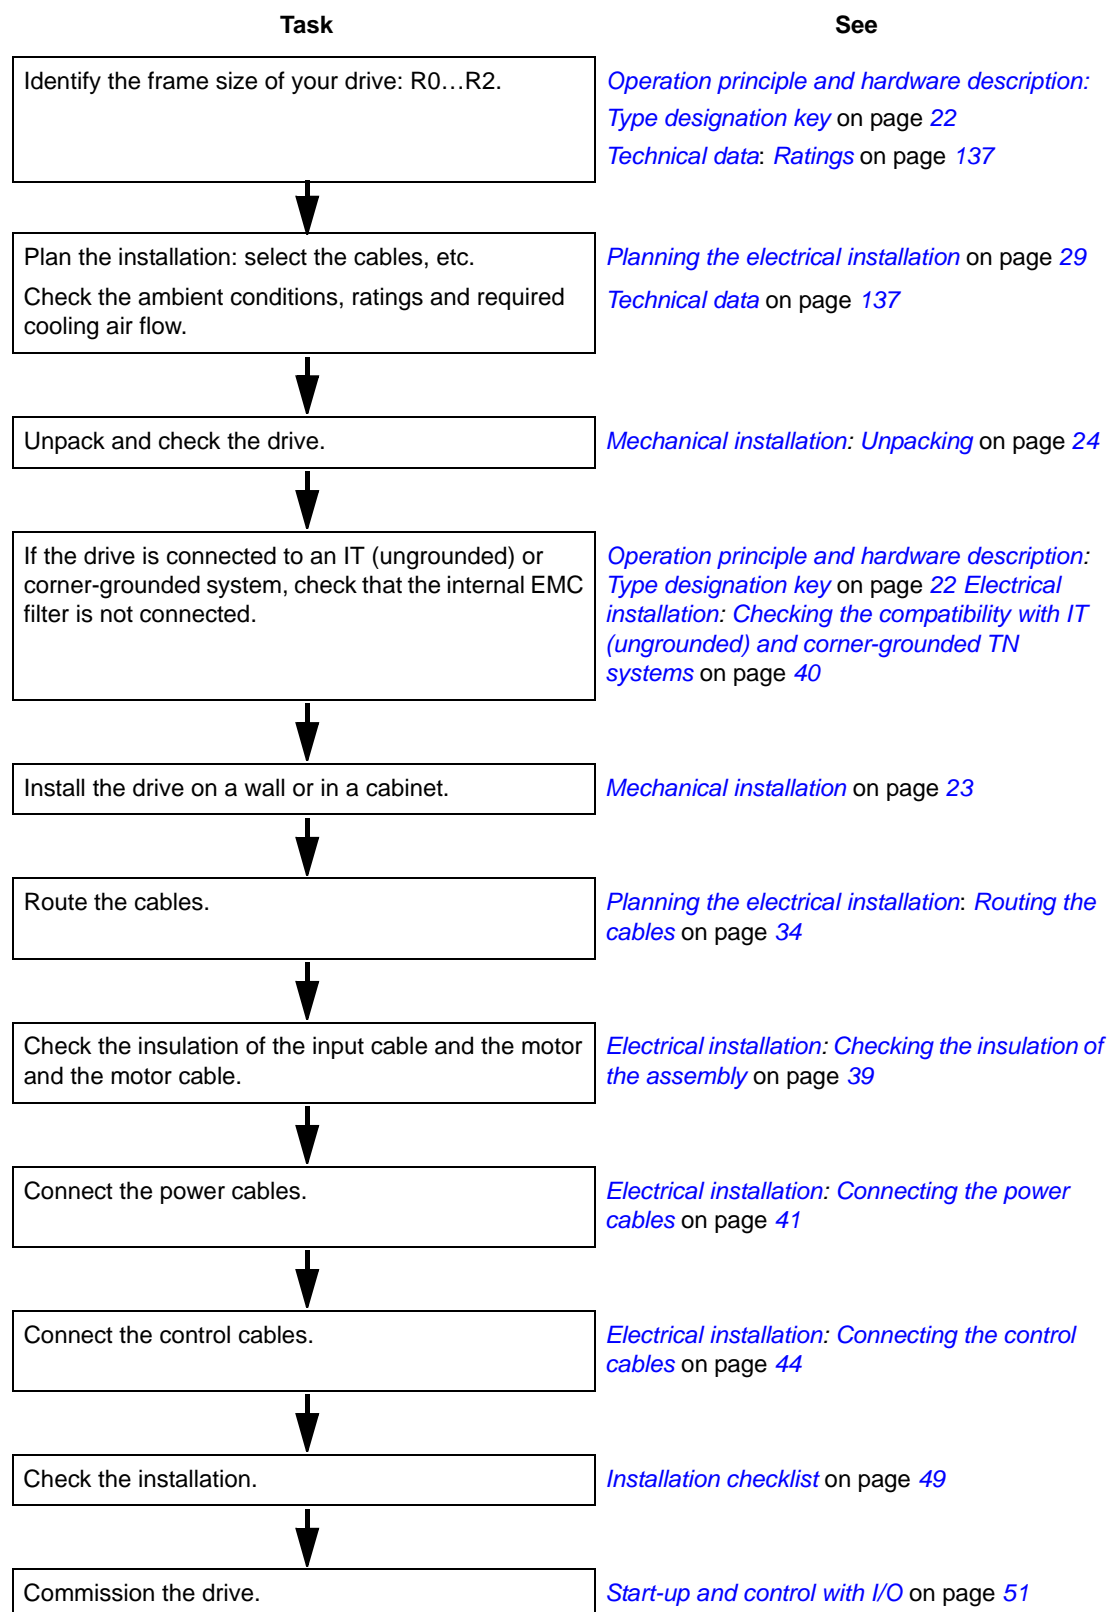 Task
See
Identify the frame size of your drive: R0…R2.
Operation principle and hardware description:
Type designation key on page 22
Technical data: Ratings on page 137
Plan the installation: select the cables, etc.
Check the ambient conditions, ratings and required
cooling air flow.
Planning the electrical installation on page 29
Technical data on page 137
Unpack and check the drive.
Mechanical installation: Unpacking on page 24
If the drive is connected to an IT (ungrounded) or
corner-grounded system, check that the internal EMC
filter is not connected.
Operation principle and hardware description:
Type designation key on page 22 Electrical
installation: Checking the compatibility with IT
(ungrounded) and corner-grounded TN
systems on page 40
Install the drive on a wall or in a cabinet.
Mechanical installation on page 23
Route the cables.
Planning the electrical installation: Routing the
cables on page 34
Check the insulation of the input cable and the motor
and the motor cable.
Electrical installation: Checking the insulation of
the assembly on page 39
Connect the power cables.
Electrical installation: Connecting the power
cables on page 41
Connect the control cables.
Electrical installation: Connecting the control
cables on page 44
Check the installation.
Installation checklist on page 49
Commission the drive.
Start-up and control with I/O on page 51